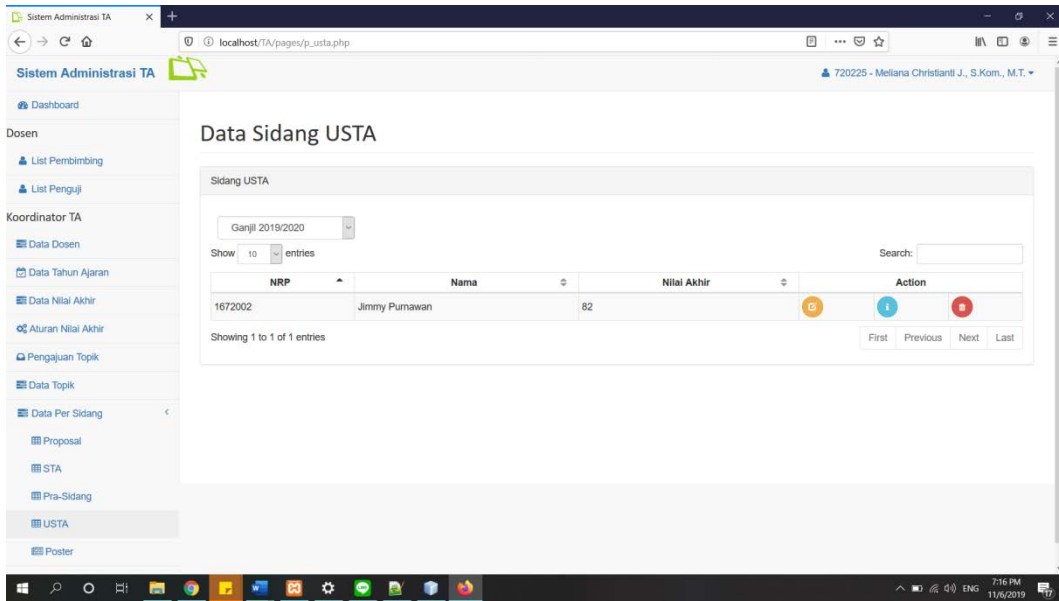 Sistem Administrasi TA
localhost/TA/pages/p_usta.php
Sistem Administrasi TA
720225 - Meliana Christianti J., S.Kom., M.T.
Dashboard
Dosen
List Pembimbing
List Penguji
Koordinator TA
Data Dosen
Data Tahun Ajaran
Data Nilai Akhir
Aturan Nilai Akhir
Pengajuan Topik
Data Topik
Data Per Sidang
Proposal
STA
Pra-Sidang
USTA
Poster
Data Sidang USTA
Sidang USTA
Ganjil 2019/2020
Show 10 entries
Search:
NRP Nama Nilai Akhir Action
1672002 Jimmy Purnawan 82
Showing 1 to 1 of 1 entries
First Previous Next Last
ENG
7:16 PM
11/6/2019
17